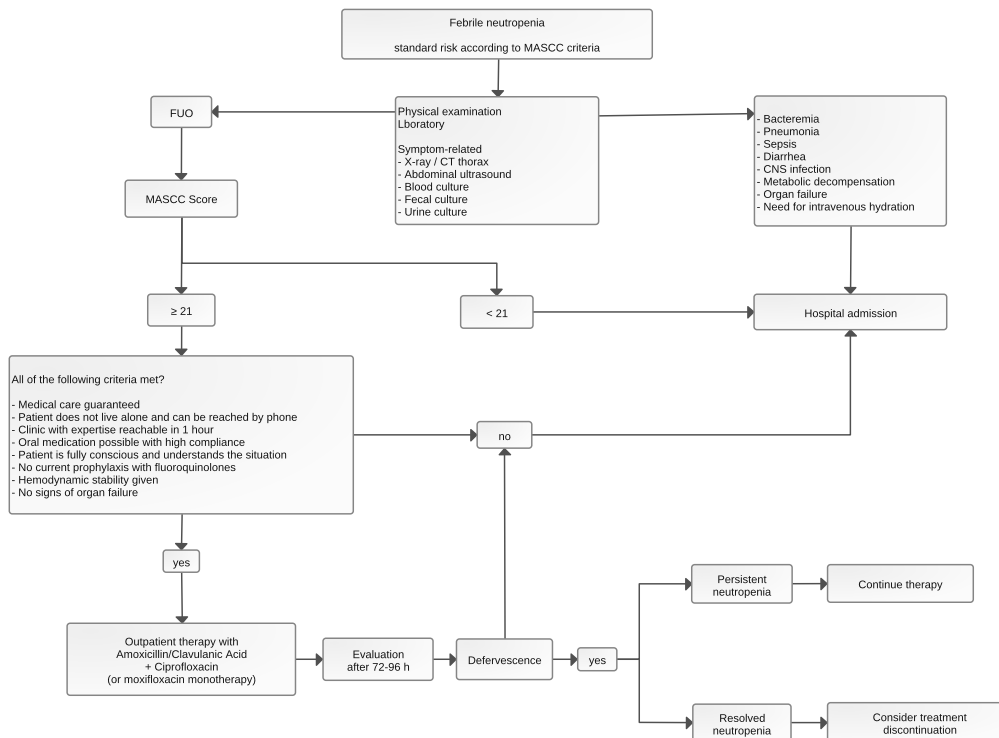 Febrile neutropenia
standard risk according to MASCC criteria
FUO
Physical examination
Lboratory
Symptom-related
- X-ray / CT thorax
- Abdominal ultrasound
- Blood culture
- Fecal culture
- Urine culture
- Bacteremia
- Pneumonia
- Sepsis
- Diarrhea
- CNS infection
- Metabolic decompensation
- Organ failure
- Need for intravenous hydration
MASCC Score
≥ 21
< 21
Hospital admission
All of the following criteria met?
- Medical care guaranteed
- Patient does not live alone and can be reached by phone
- Clinic with expertise reachable in 1 hour
- Oral medication possible with high compliance
- Patient is fully conscious and understands the situation
- No current prophylaxis with fluoroquinolones
- Hemodynamic stability given
- No signs of organ failure
no
yes
Outpatient therapy with
Amoxicillin/Clavulanic Acid
+ Ciprofloxacin
(or moxifloxacin monotherapy)
Evaluation
after 72-96 h
Defervescence
yes
Persistent
neutropenia
Continue therapy
Resolved
neutropenia
Consider treatment
discontinuation